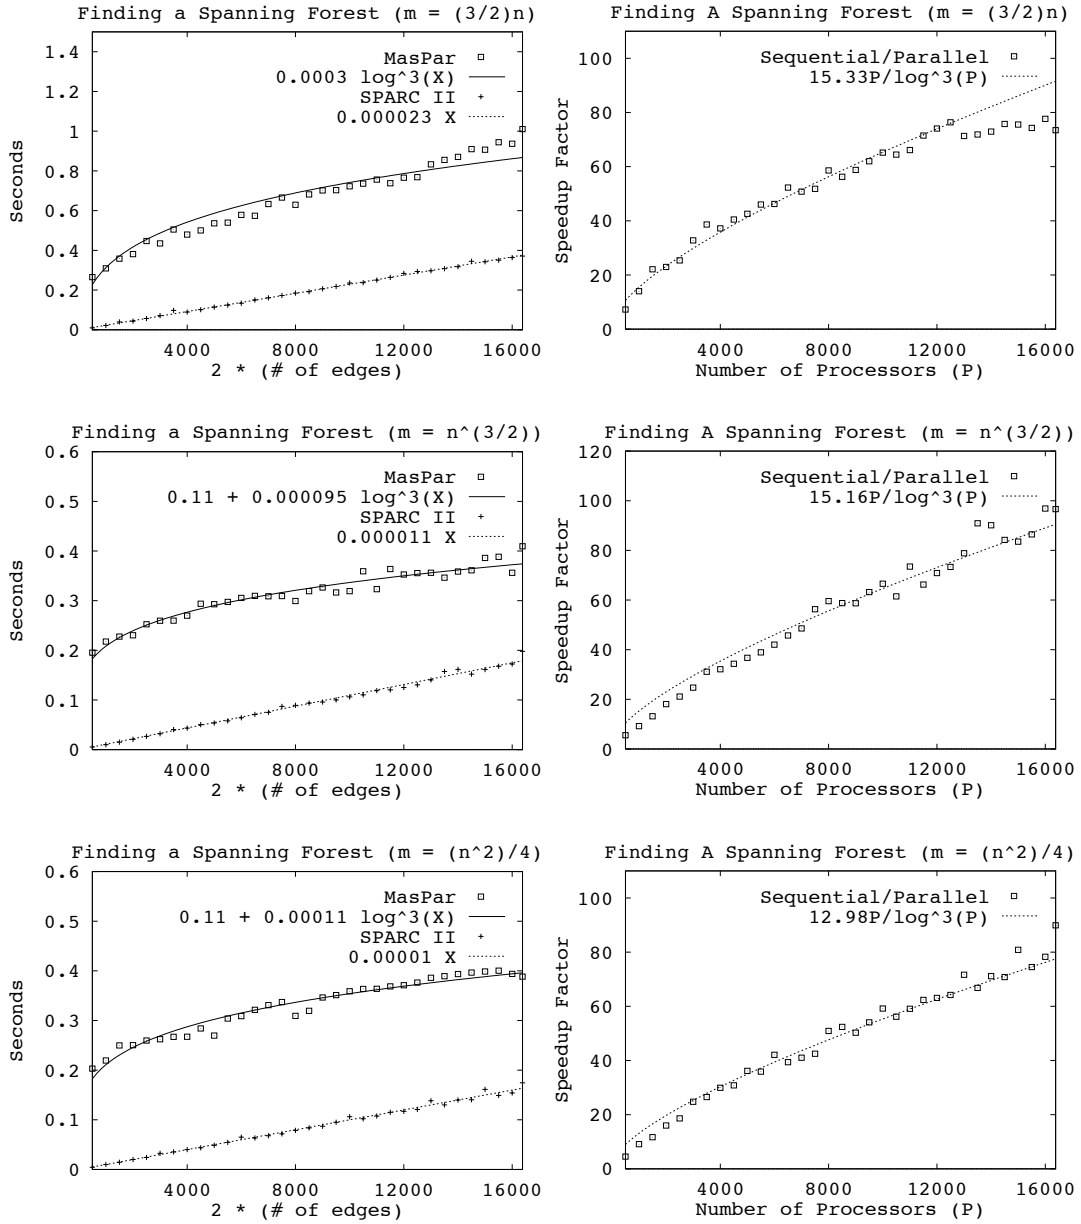 Finding a Spanning Forest (m = (3/2)n)
1.4
1.2
1
0.8
0.6
0.4
0.2
0
Seconds
MasPar
0.0003 log^3(X)
SPARC II
0.000023 X
4000 8000 12000 16000
2 * (# of edges)
Finding A Spanning Forest (m = (3/2)n)
100
80
60
40
20
0
Speedup Factor
Sequential/Parallel
15.33P/log^3(P)
4000 8000 12000 16000
Number of Processors (P)
Finding a Spanning Forest (m = n^(3/2))
0.6
0.5
0.4
0.3
0.2
0.1
0
Seconds
MasPar
0.11 + 0.000095 log^3(X)
SPARC II
0.000011 X
4000 8000 12000 16000
2 * (# of edges)
Finding A Spanning Forest (m = n^(3/2))
120
100
80
60
40
20
0
Speedup Factor
Sequential/Parallel
15.16P/log^3(P)
4000 8000 12000 16000
Number of Processors (P)
Finding a Spanning Forest (m = (n^2)/4)
0.6
0.5
0.4
0.3
0.2
0.1
0
Seconds
MasPar
0.11 + 0.00011 log^3(X)
SPARC II
0.00001 X
4000 8000 12000 16000
2 * (# of edges)
Finding A Spanning Forest (m = (n^2)/4)
100
80
60
40
20
0
Speedup Factor
Sequential/Parallel
12.98P/log^3(P)
4000 8000 12000 16000
Number of Processors (P)